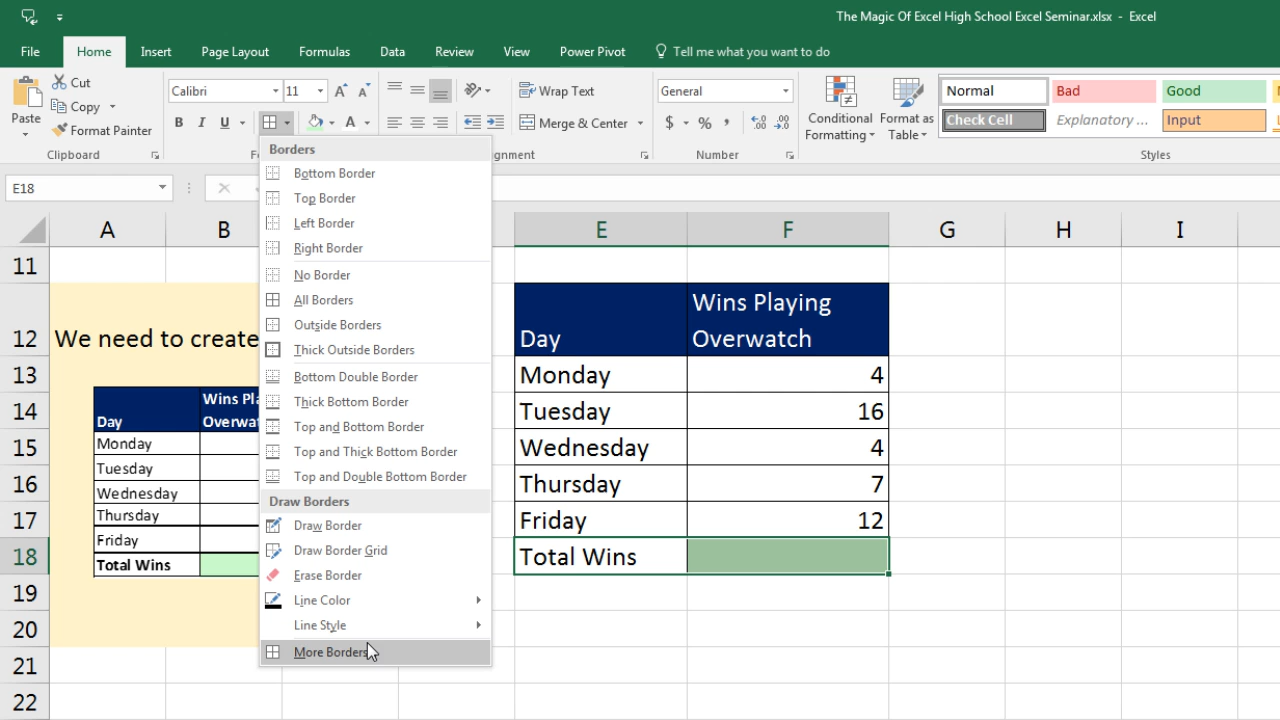 The Magic Of Excel High School Excel Seminar.xlsx - Excel
File Home Insert Page Layout Formulas Data Review View Power Pivot Tell me what you want to do
Paste
Cut
Copy
Format Painter
Clipboard
Calibri 11
B I U A
Wrap Text
Merge & Center
General
$ % ,
Number
Conditional Formatting
Format as Table
Normal Bad Good
Check Cell Explanatory ... Input
Styles
E18
Borders
Bottom Border
Top Border
Left Border
Right Border
No Border
All Borders
Outside Borders
Thick Outside Borders
Bottom Double Border
Thick Bottom Border
Top and Bottom Border
Top and Thick Bottom Border
Top and Double Bottom Border
Draw Borders
Draw Border
Draw Border Grid
Erase Border
Line Color
Line Style
More Borders
A B E F G H I
11
12
13
14
15
16
17
18
19
20
21
22
We need to create
Day
Monday
Tuesday
Wednesday
Thursday
Friday
Total Wins
Day Wins Playing
Overwatch
Monday 4
Tuesday 16
Wednesday 4
Thursday 7
Friday 12
Total Wins